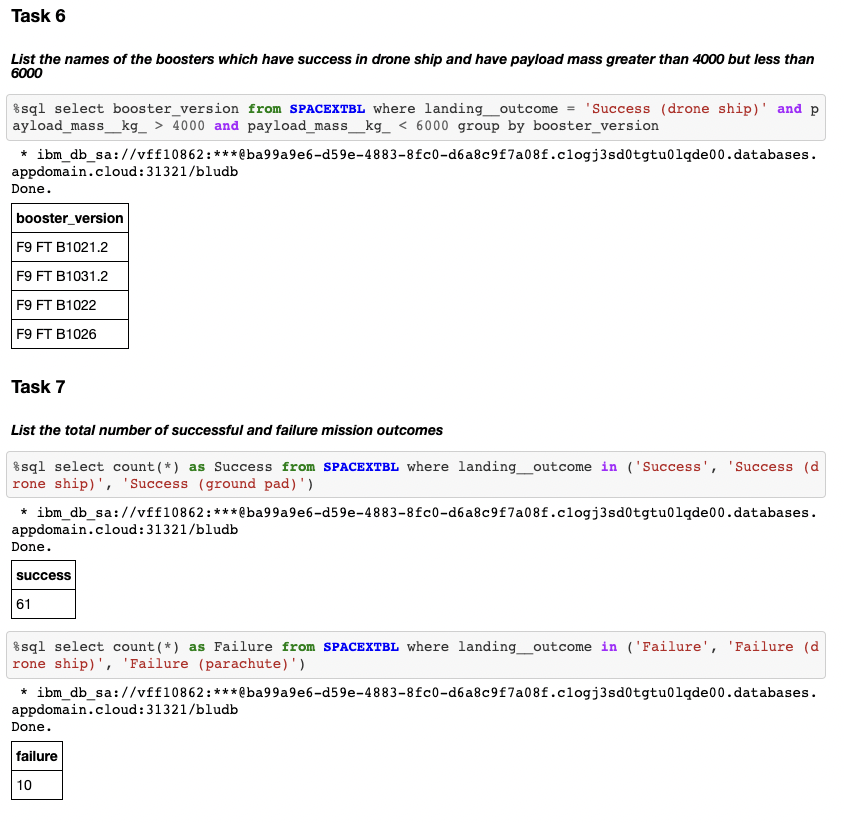 Task 6
List the names of the boosters which have success in drone ship and have payload mass greater than 4000 but less than
6000
%sql select booster_version from SPACEXTBL where landing__outcome = 'Success (drone ship)' and p
ayload_mass__kg_ > 4000 and payload_mass__kg_ < 6000 group by booster_version
* ibm_db_sa://vff10862:***@ba99a9e6-d59e-4883-8fc0-d6a8c9f7a08f.c1ogj3sd0tgtu0lqde00.databases.
appdomain.cloud:31321/bludb
Done.
booster_version
F9 FT B1021.2
F9 FT B1031.2
F9 FT B1022
F9 FT B1026
Task 7
List the total number of successful and failure mission outcomes
%sql select count(*) as Success from SPACEXTBL where landing__outcome in ('Success', 'Success (d
rone ship)', 'Success (ground pad)')
* ibm_db_sa://vff10862:***@ba99a9e6-d59e-4883-8fc0-d6a8c9f7a08f.c1ogj3sd0tgtu0lqde00.databases.
appdomain.cloud:31321/bludb
Done.
success
61
%sql select count(*) as Failure from SPACEXTBL where landing__outcome in ('Failure', 'Failure (d
rone ship)', 'Failure (parachute)')
* ibm_db_sa://vff10862:***@ba99a9e6-d59e-4883-8fc0-d6a8c9f7a08f.c1ogj3sd0tgtu0lqde00.databases.
appdomain.cloud:31321/bludb
Done.
failure
10